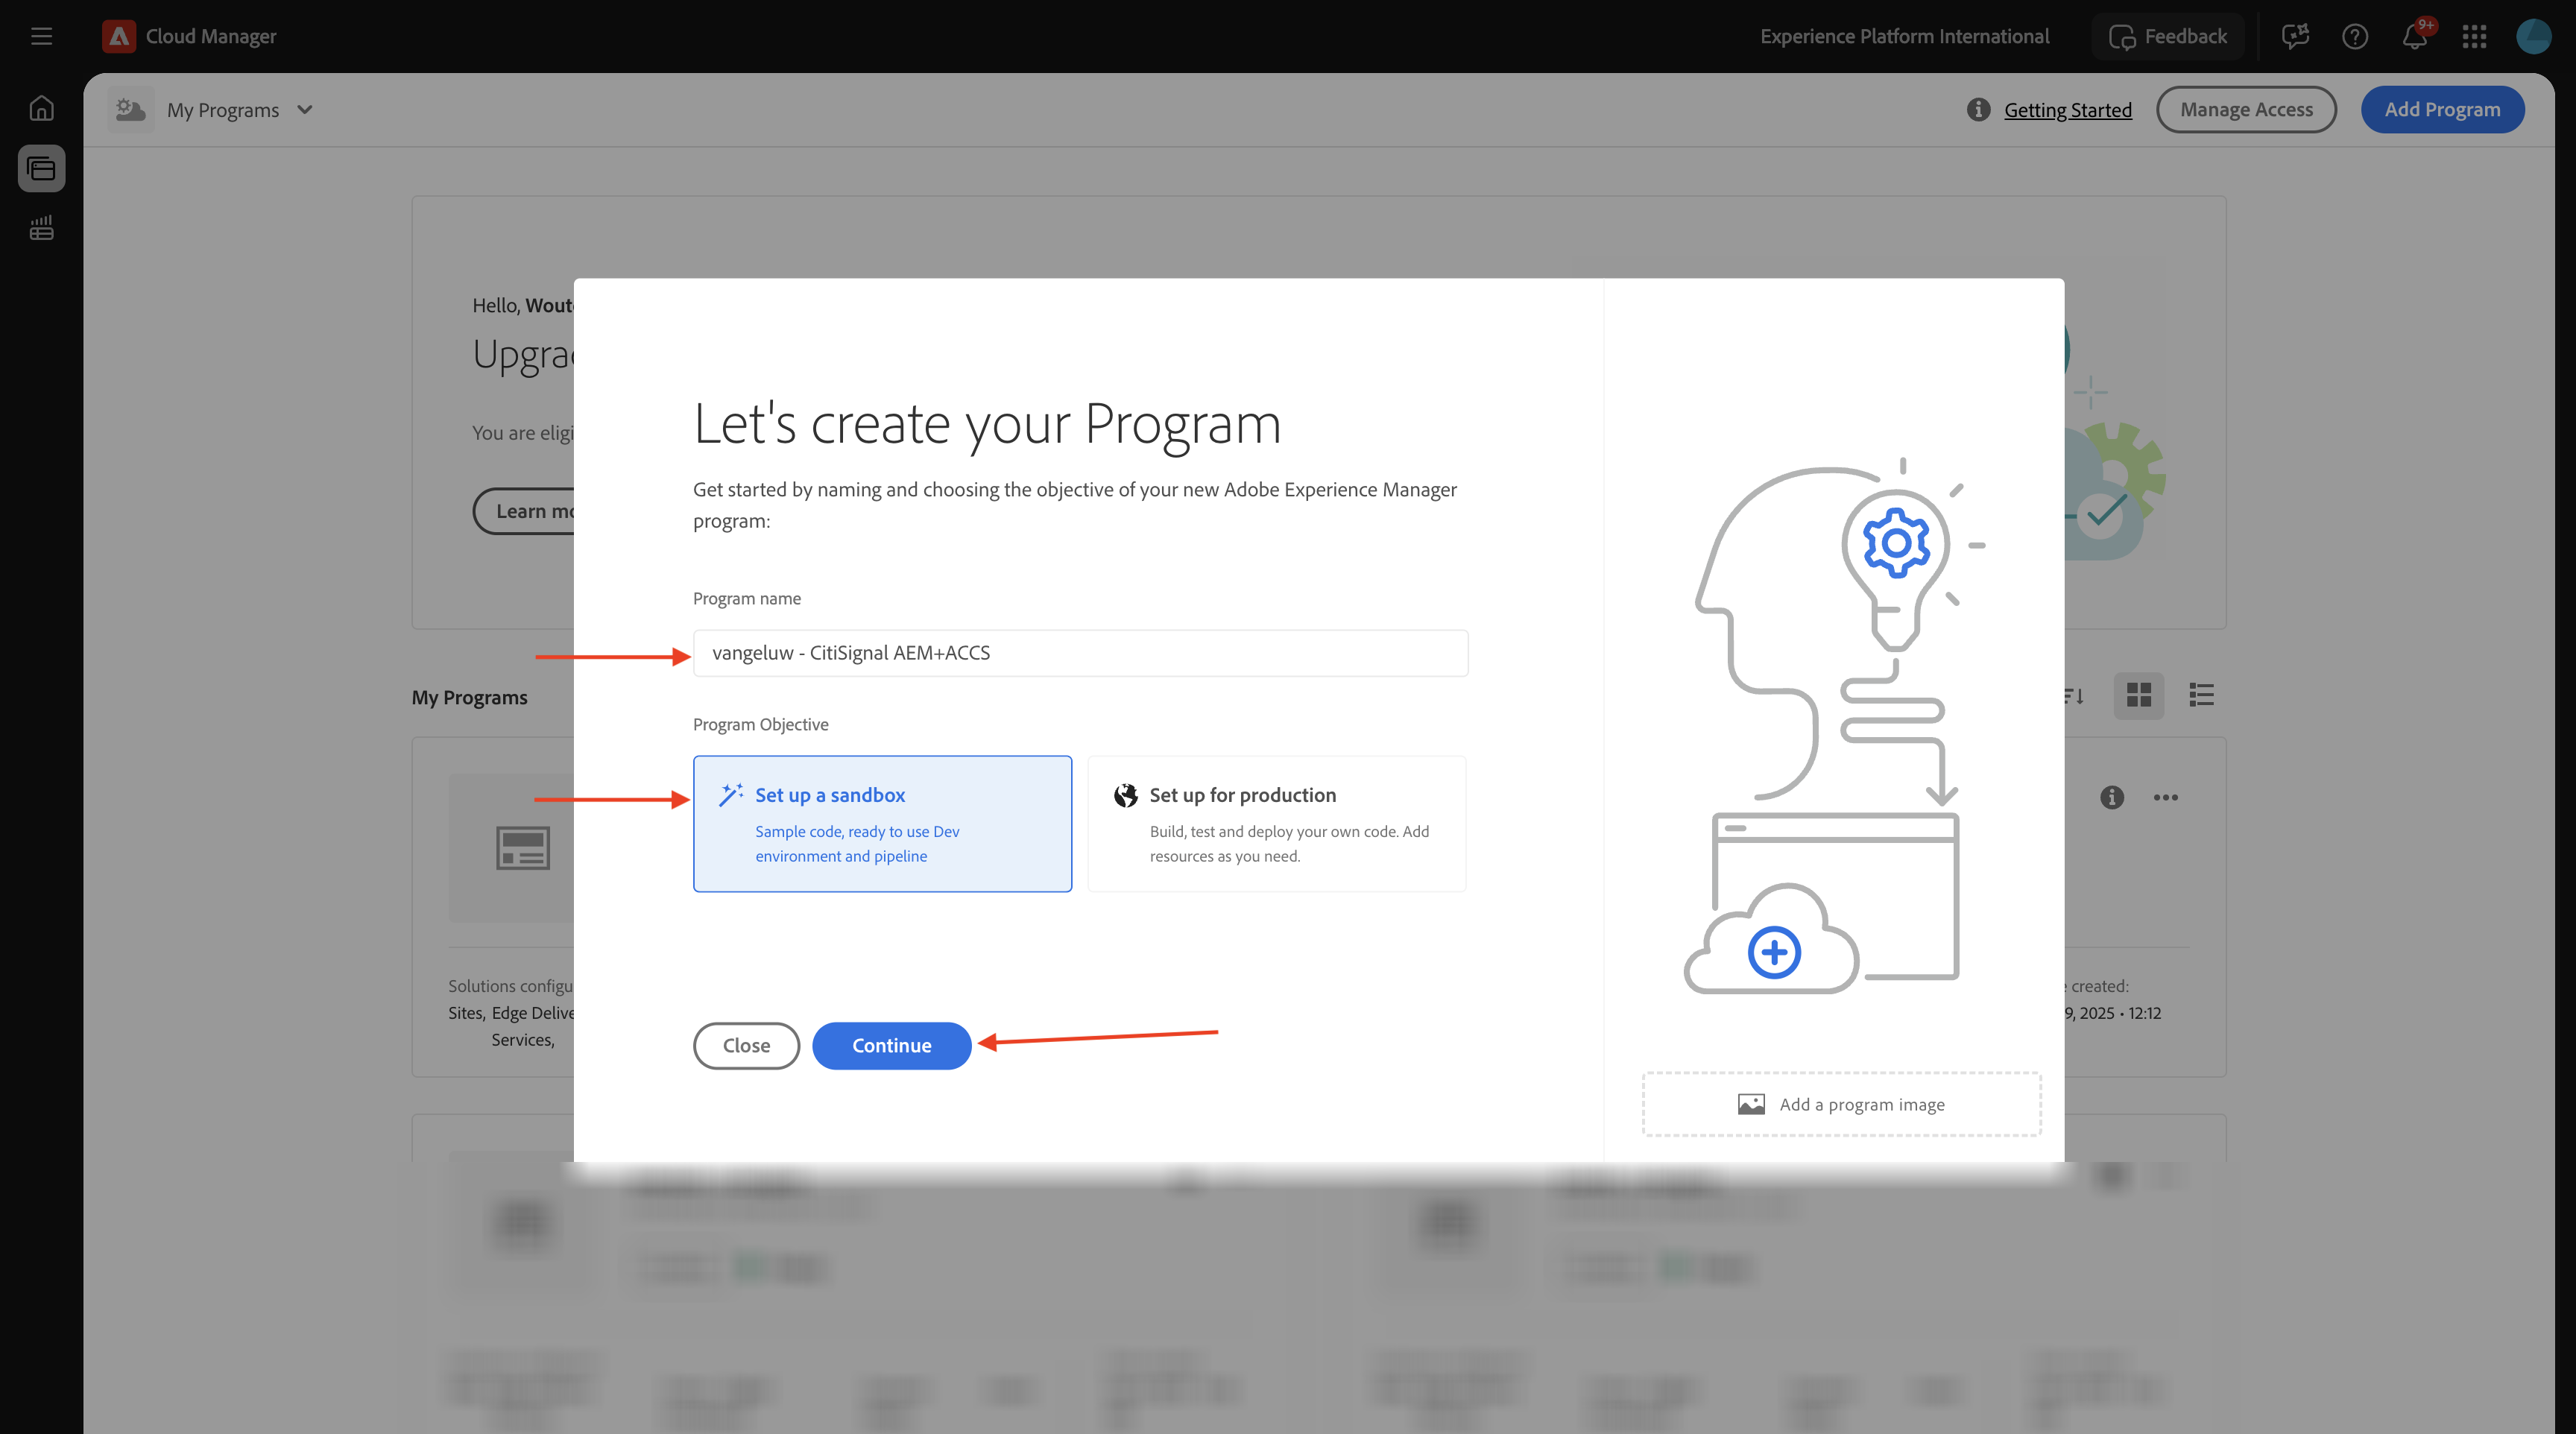 Cloud Manager
Experience Platform International
Feedback
9+
My Programs
Getting Started
Manage Access
Add Program
Hello, Wout
Upgra
You are eligi
Learn mo
Let's create your Program
Get started by naming and choosing the objective of your new Adobe Experience Manager
program:
Program name
vangeluw - CitiSignal AEM+ACCS
My Programs
Program Objective
Set up a sandbox
Sample code, ready to use Dev
environment and pipeline
Set up for production
Build, test and deploy your own code. Add
resources as you need.
Solutions configu
Sites, Edge Delive
Services,
created:
9, 2025 • 12:12
Close
Continue
Add a program image